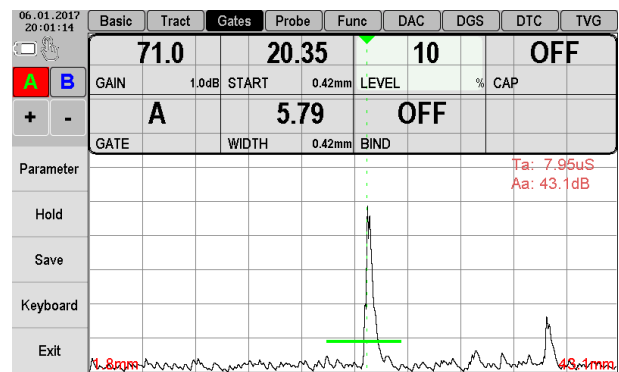 06.01.2017
20:01:14
Basic Tract Gates Probe Func DAC DGS DTC TVG
71.0 20.35 10 OFF
GAIN 1.0dB START 0.42mm LEVEL % CAP
A B
A 5.79 OFF
+ -
GATE WIDTH 0.42mm BIND
Ta: 7.95uS
Aa: 43.1dB
Parameter
Hold
Save
Keyboard
Exit
1.8mm 43.1mm